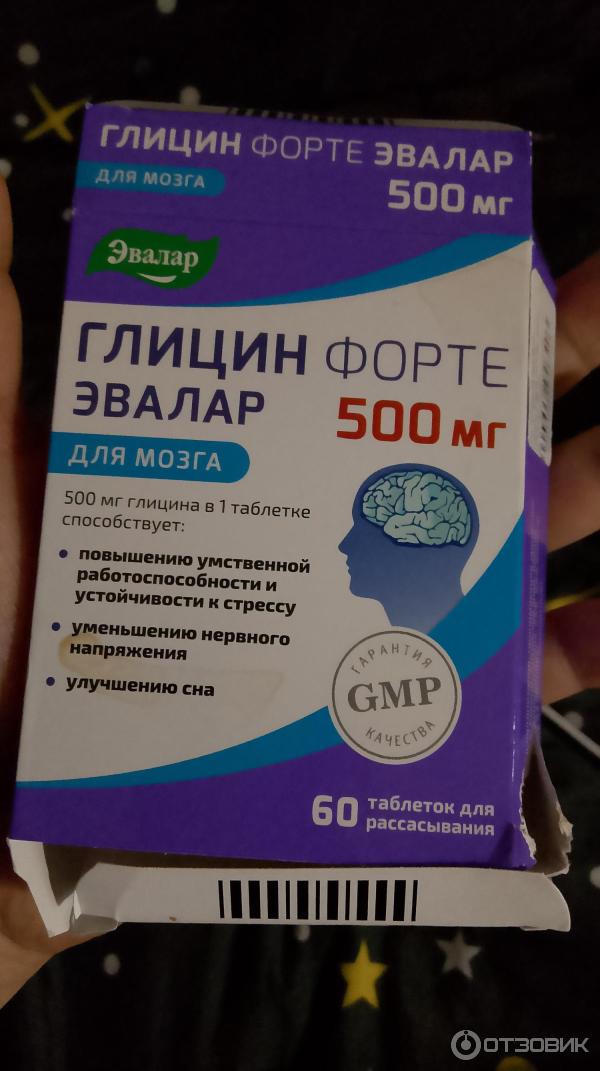 ГЛИЦИН ФОРТЕ ЭВАЛАР
ДЛЯ МОЗГА
500 мг
Эвалар
ГЛИЦИН ФОРТЕ
ЭВАЛАР
500 мг
ДЛЯ МОЗГА
500 мг глицина в 1 таблетке
способствует:
• повышению умственной
работоспособности и
устойчивости к стрессу
• уменьшению нервного
напряжения
• улучшению сна
ГАРАНТИЯ
GMP
КАЧЕСТВА
60 таблеток для
рассасывания
ОТЗОВИК